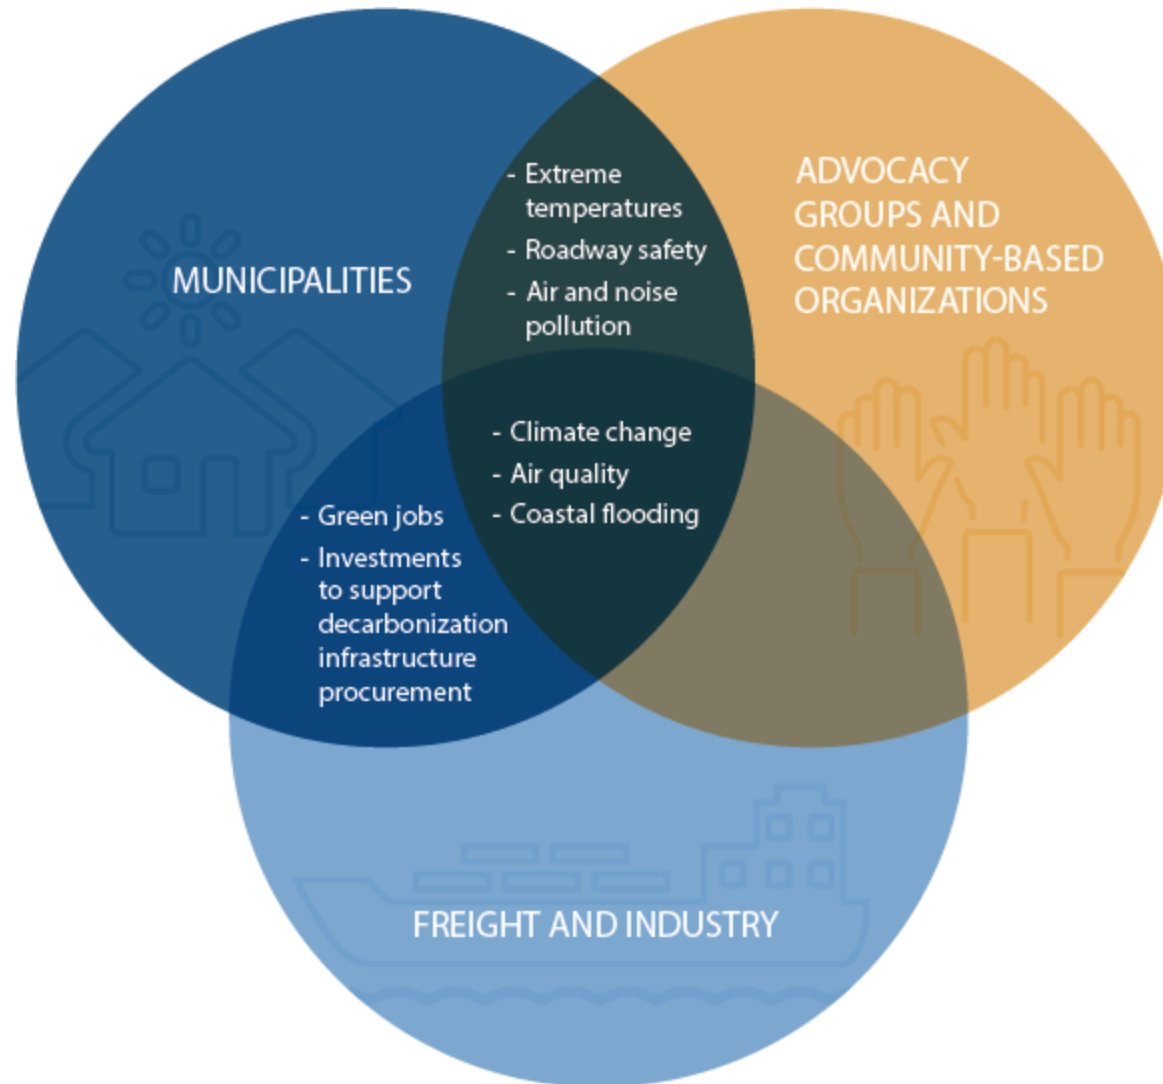 MUNICIPALITIES
ADVOCACY
GROUPS AND
COMMUNITY-BASED
ORGANIZATIONS
- Extreme
temperatures
- Roadway safety
- Air and noise
pollution
- Climate change
- Air quality
- Coastal flooding
- Green jobs
- Investments
to support
decarbonization
infrastructure
procurement
FREIGHT AND INDUSTRY